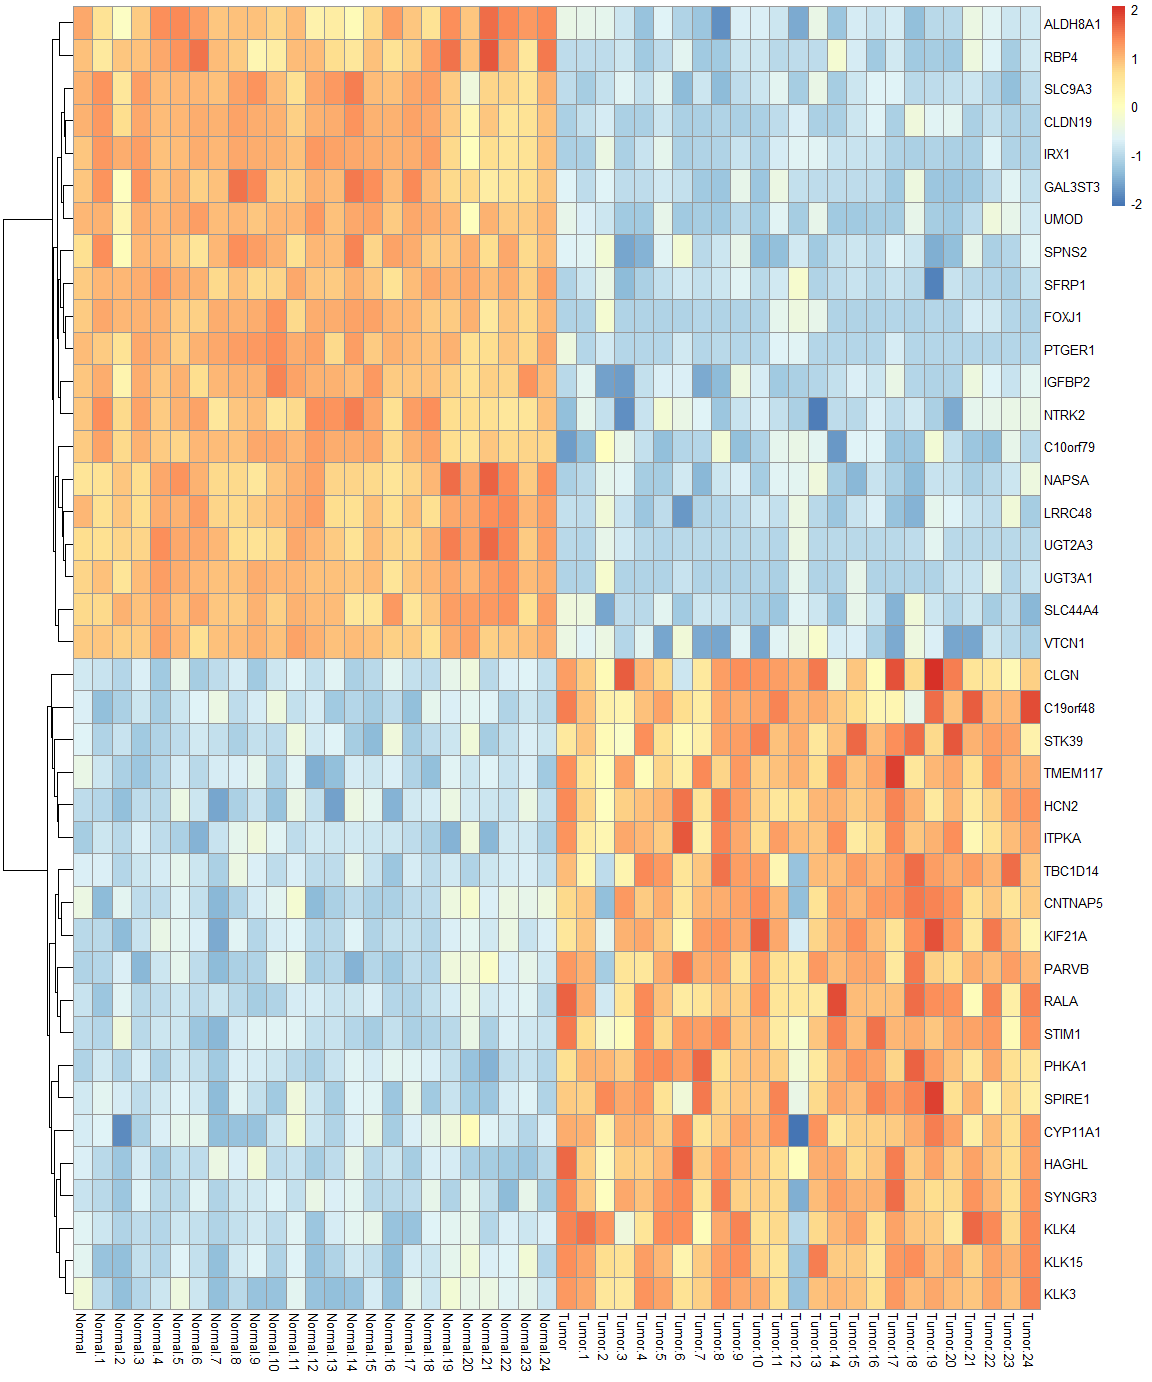 ALDH8A1
RBP4
SLC9A3
CLDN19
IRX1
GAL3ST3
UMOD
SPNS2
SFRP1
FOXJ1
PTGER1
IGFBP2
NTRK2
C10orf79
NAPSA
LRRC48
UGT2A3
UGT3A1
SLC44A4
VTCN1
CLGN
C19orf48
STK39
TMEM117
HCN2
ITPKA
TBC1D14
CNTNAP5
KIF21A
PARVB
RALA
STIM1
PHKA1
SPIRE1
CYP11A1
HAGHL
SYNGR3
KLK4
KLK15
KLK3
2
1
0
-1
-2
Normal
Normal.1
Normal.2
Normal.3
Normal.4
Normal.5
Normal.6
Normal.7
Normal.8
Normal.9
Normal.10
Normal.11
Normal.12
Normal.13
Normal.14
Normal.15
Normal.16
Normal.17
Normal.18
Normal.19
Normal.20
Normal.21
Normal.22
Normal.23
Normal.24
Tumor
Tumor.1
Tumor.2
Tumor.3
Tumor.4
Tumor.5
Tumor.6
Tumor.7
Tumor.8
Tumor.9
Tumor.10
Tumor.11
Tumor.12
Tumor.13
Tumor.14
Tumor.15
Tumor.16
Tumor.17
Tumor.18
Tumor.19
Tumor.20
Tumor.21
Tumor.22
Tumor.23
Tumor.24